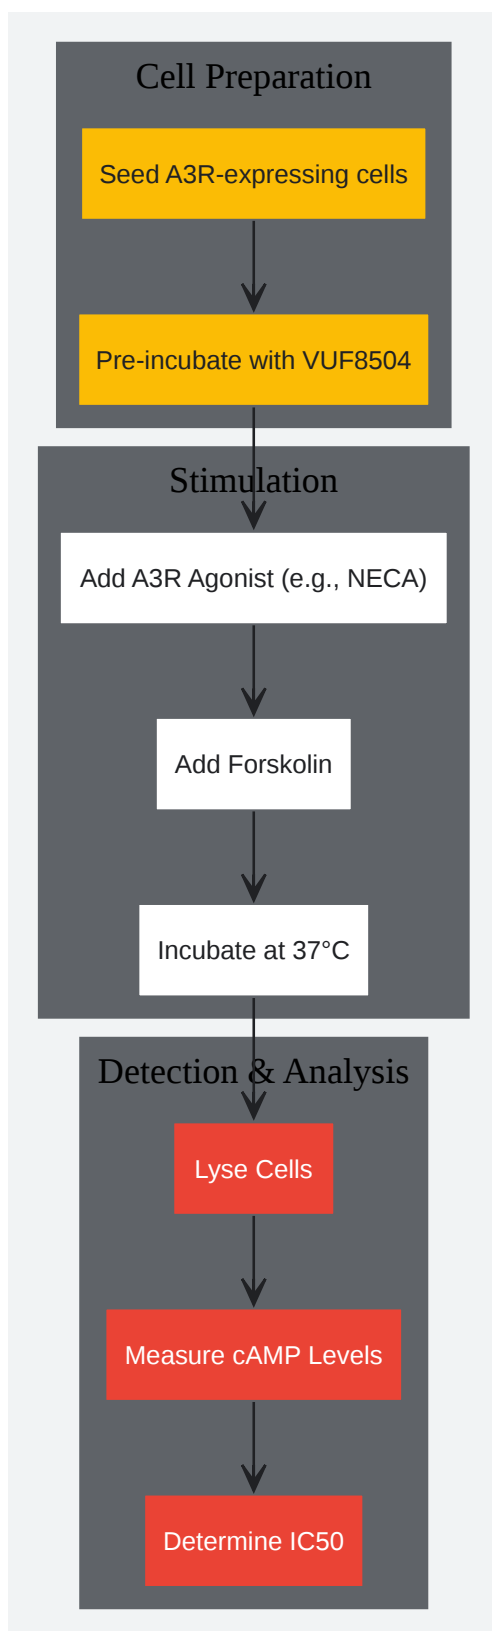 Cell Preparation
Seed A3R-expressing cells
Pre-incubate with VUF8504
Stimulation
Add A3R Agonist (e.g., NECA)
Add Forskolin
Incubate at 37°C
Detection & Analysis
Lyse Cells
Measure cAMP Levels
Determine IC50